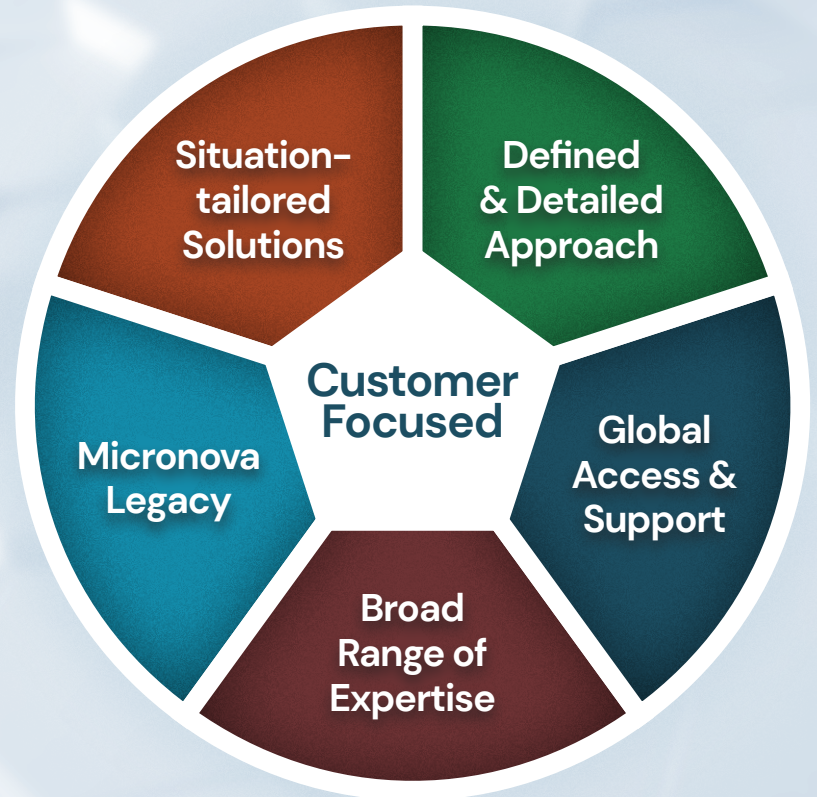 Situation-
tailored
Solutions
Defined
& Detailed
Approach
Customer
Focused
Global
Access &
Support
Micronova
Legacy
Broad
Range of
Expertise